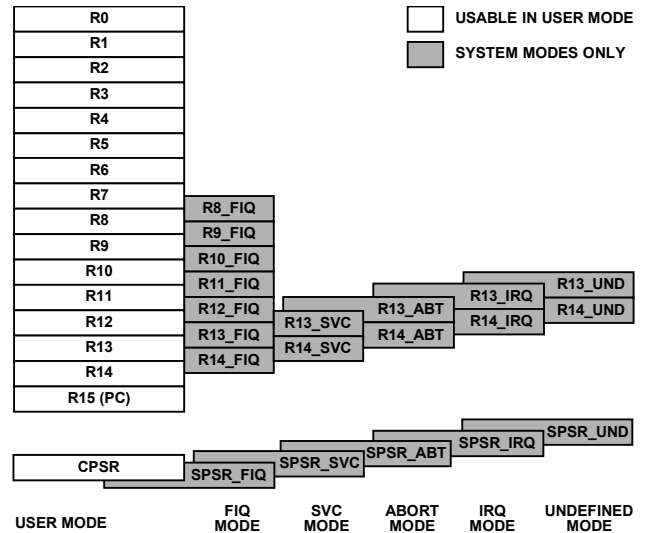 R0
R1
R2
R3
R4
R5
R6
R7
R8
R9
R10
R11
R12
R13
R14
R15 (PC)
USABLE IN USER MODE
SYSTEM MODES ONLY
R8_FIQ
R9_FIQ
R10_FIQ
R11_FIQ
R12_FIQ
R13_FIQ
R14_FIQ
R13_SVC
R14_SVC
R13_ABT
R14_ABT
R13_IRQ
R14_IRQ
R13_UND
R14_UND
CPSR
SPSR_FIQ
SPSR_SVC
SPSR_ABT
SPSR_IRQ
SPSR_UND
USER MODE
FIQ
MODE
SVC
MODE
ABORT
MODE
IRQ
MODE
UNDEFINED
MODE